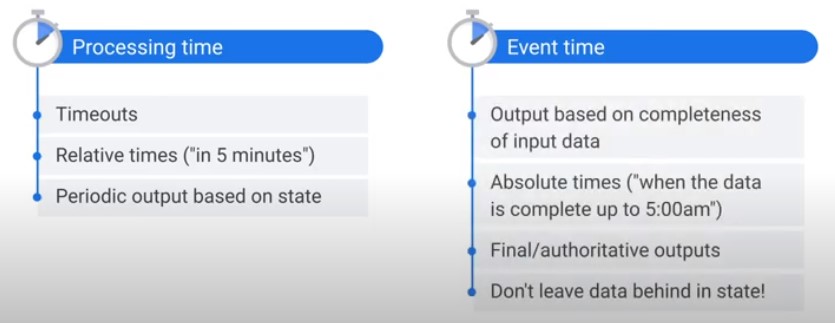 Processing time
Timeouts
Relative times ("in 5 minutes")
Periodic output based on state
Event time
Output based on completeness
of input data
Absolute times ("when the data
is complete up to 5:00am")
Final/authoritative outputs
Don't leave data behind in state!